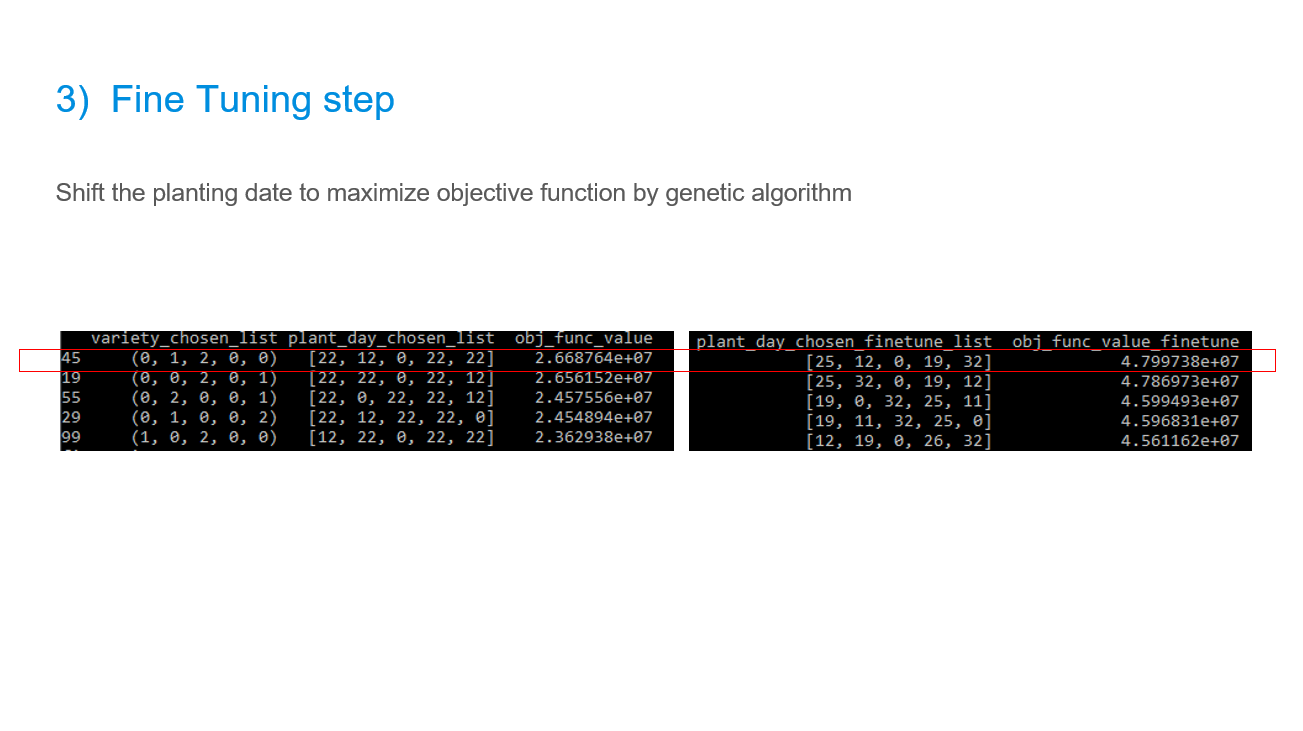 3) Fine Tuning step
Shift the planting date to maximize objective function by genetic algorithm
variety_chosen_list plant_day_chosen_list obj_func_value
45 (0, 1, 2, 0, 0) [22, 12, 0, 22, 22] 2.668764e+07
19 (0, 0, 2, 0, 1) [22, 22, 0, 22, 12] 2.656152e+07
55 (0, 2, 0, 0, 1) [22, 0, 22, 22, 12] 2.457556e+07
29 (0, 1, 0, 0, 2) [22, 12, 22, 22, 0] 2.454894e+07
99 (1, 0, 2, 0, 0) [12, 22, 0, 22, 22] 2.362938e+07
plant_day_chosen_finetune_list obj_func_value_finetune
[25, 12, 0, 19, 32] 4.799738e+07
[25, 32, 0, 19, 12] 4.786973e+07
[19, 0, 32, 25, 11] 4.599493e+07
[19, 11, 32, 25, 0] 4.596831e+07
[12, 19, 0, 26, 32] 4.561162e+07